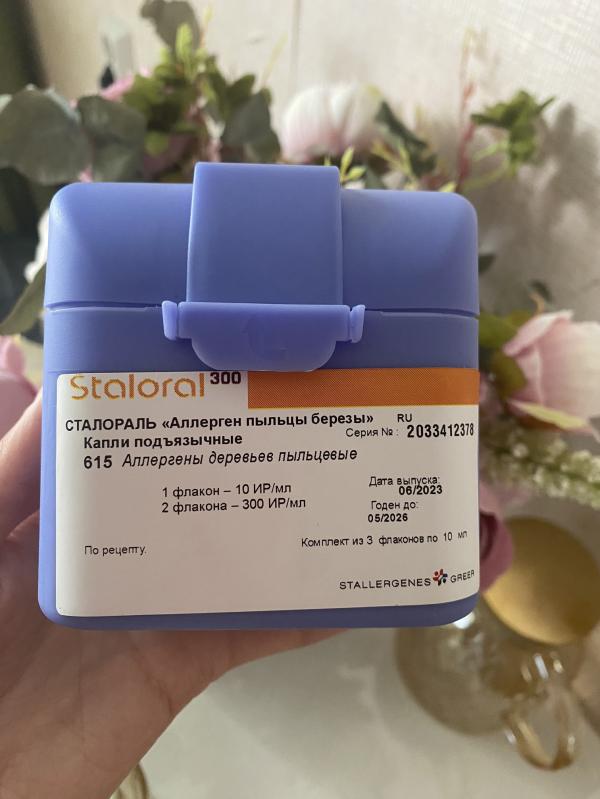 Staloral 300
СТАЛОРАЛЬ «Аллерген пыльцы березы» RU
Капли подъязычные Серия № : 2033412378
615 Аллергены деревьев пыльцевые
1 флакон – 10 ИР/мл
2 флакона – 300 ИР/мл
Дата выпуска:
06/2023
Годен до:
05/2026
По рецепту. Комплект из 3 флаконов по 10 мл
STALLERGENES GREER